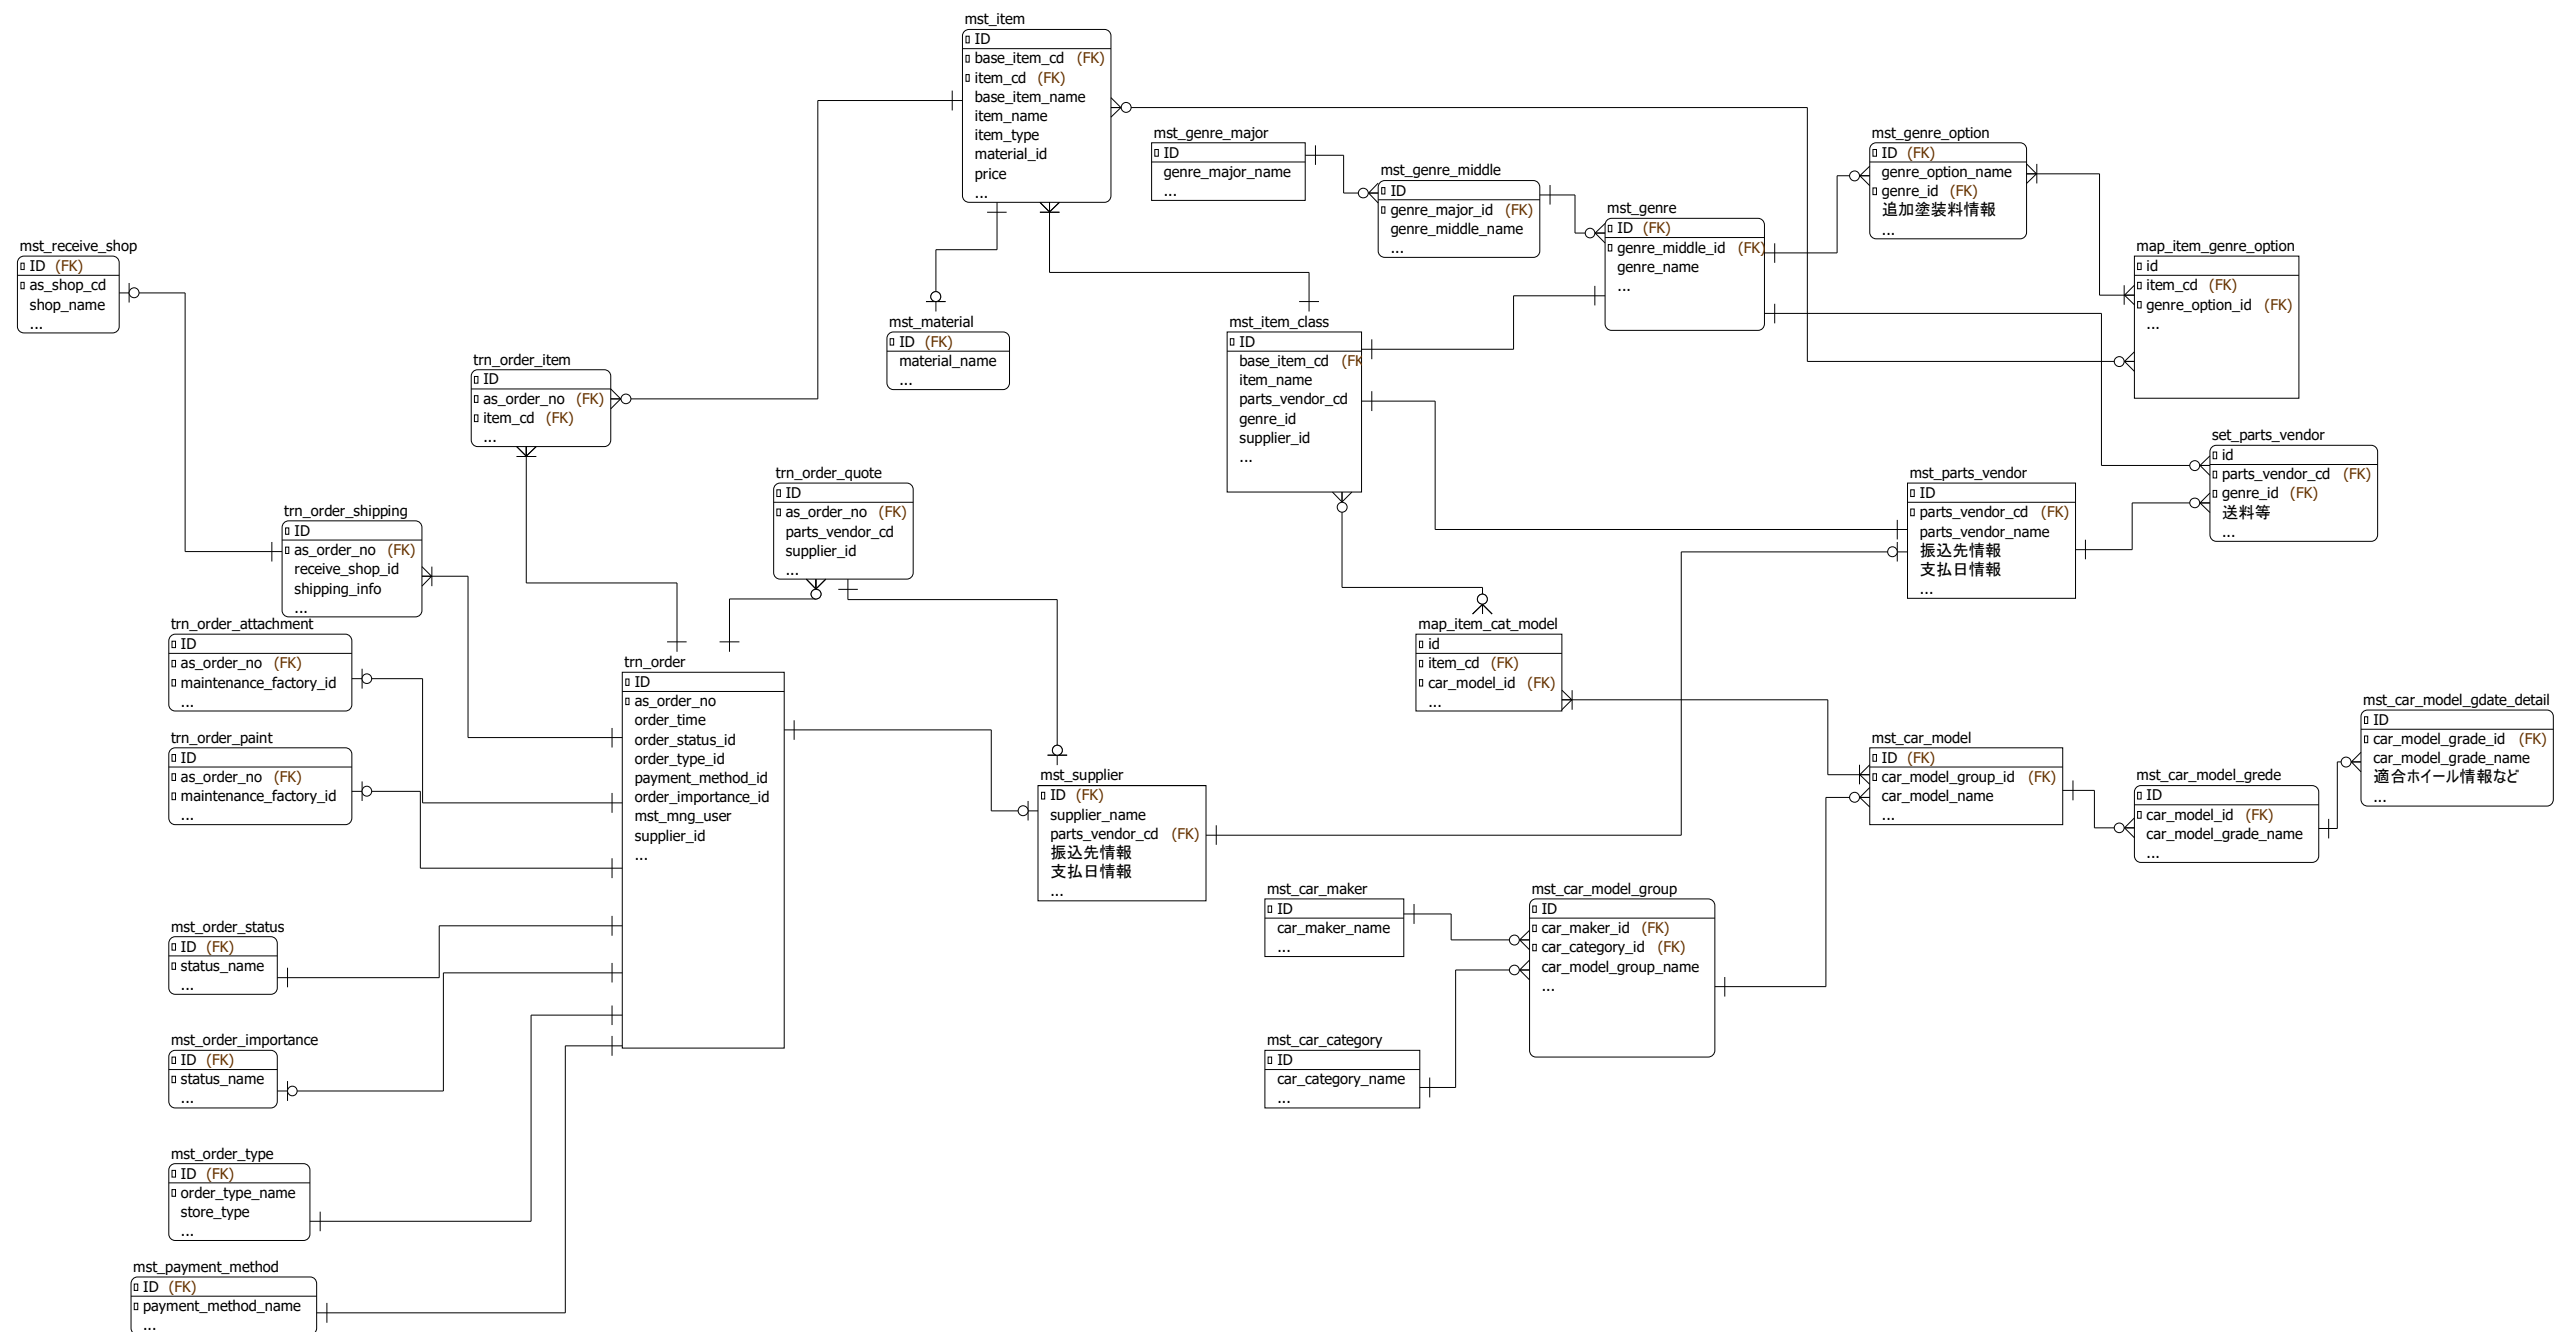 mst_item
ID
base_item_cd (FK)
item_cd (FK)
base_item_name
item_name
item_type
material_id
price
...
mst_genre_major
ID
genre_major_name
...
mst_genre_middle
ID
genre_major_id (FK)
genre_middle_name
...
mst_genre
ID (FK)
genre_middle_id (FK)
genre_name
...
mst_genre_option
ID (FK)
genre_option_name
genre_id (FK)
追加塗装料情報
...
map_item_genre_option
id
item_cd (FK)
genre_option_id (FK)
...
mst_receive_shop
ID (FK)
as_shop_cd
shop_name
...
mst_material
ID (FK)
material_name
...
mst_item_class
ID
base_item_cd (FK
item_name
parts_vendor_cd
genre_id
supplier_id
...
trn_order_item
ID
as_order_no (FK)
item_cd (FK)
...
set_parts_vendor
id
parts_vendor_cd (FK)
genre_id (FK)
送料等
...
mst_parts_vendor
ID
parts_vendor_cd (FK)
parts_vendor_name
振込先情報
支払日情報
...
trn_order_quote
ID
as_order_no (FK)
parts_vendor_cd
supplier_id
...
trn_order_shipping
ID
as_order_no (FK)
receive_shop_id
shipping_info
...
trn_order_attachment
ID
as_order_no (FK)
maintenance_factory_id
...
map_item_cat_model
id
item_cd (FK)
car_model_id (FK)
...
trn_order
ID
as_order_no
order_time
order_status_id
order_type_id
payment_method_id
order_importance_id
mst_mng_user
supplier_id
...
trn_order_paint
ID
as_order_no (FK)
maintenance_factory_id
...
mst_supplier
ID (FK)
supplier_name
parts_vendor_cd (FK)
振込先情報
支払日情報
...
mst_car_model
ID (FK)
car_model_group_id (FK)
car_model_name
...
mst_car_model_grede
ID
car_model_id (FK)
car_model_grade_name
...
mst_car_model_gdate_detail
ID
car_model_grade_id (FK)
car_model_grade_name
適合ホイール情報など
...
mst_car_maker
ID
car_maker_name
...
mst_car_model_group
ID
car_maker_id (FK)
car_category_id (FK)
car_model_group_name
...
mst_car_category
ID
car_category_name
...
mst_order_status
ID (FK)
status_name
...
mst_order_importance
ID (FK)
status_name
...
mst_order_type
ID (FK)
order_type_name
store_type
...
mst_payment_method
ID (FK)
payment_method_name
...